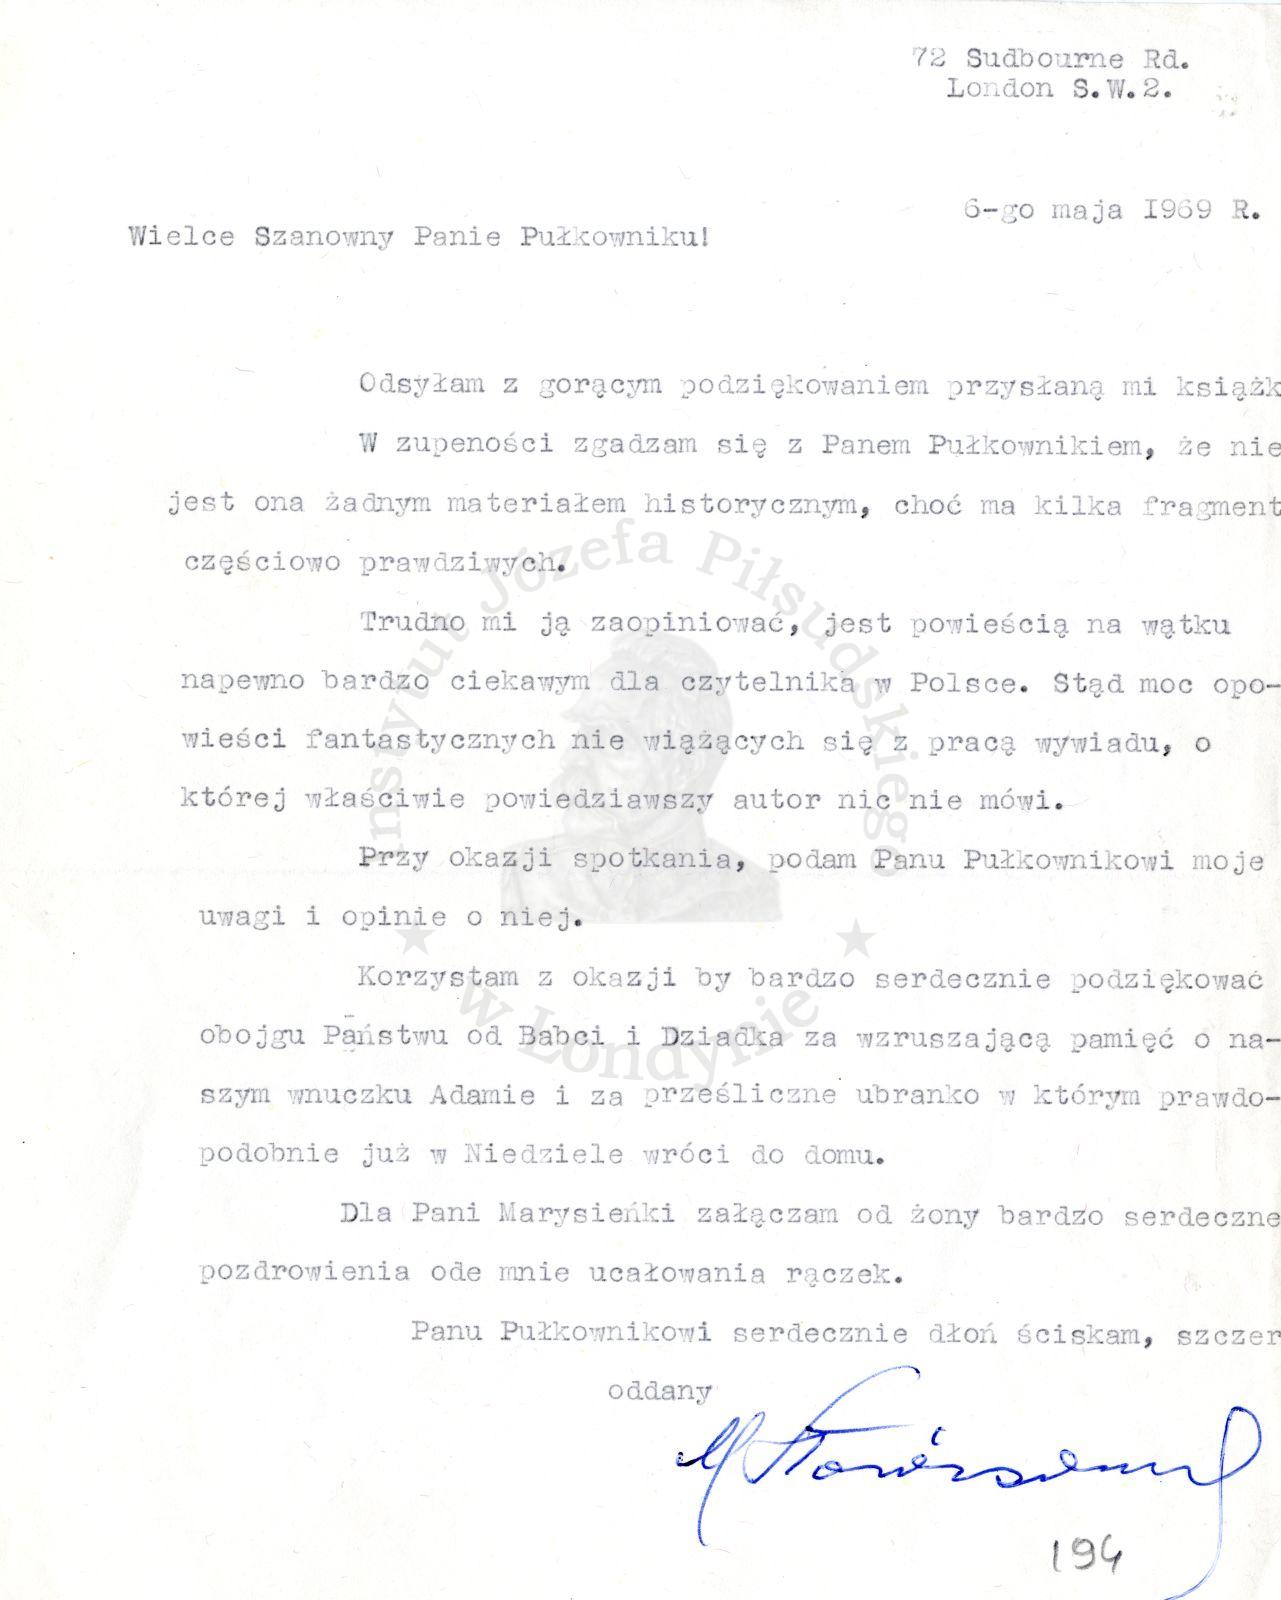 72 Sudbourne Rd.
London S.W.2.
6-go maja I969 R.
Wielce Szanowny Panie Pułkowniku!
Odsyłam z gorącym podziękowaniem przysłaną mi książk
W zupeności zgadzam się z Panem Pułkownikiem, że nie
jest ona żadnym materiałem historycznym, choć ma kilka fragment
częściowo prawdziwych.
Trudno mi ją zaopiniować, jest powieścią na wątku
napewno bardzo ciekawym dla czytelnika w Polsce. Stąd moc opo-
wieści fantastycznych nie wiążących się z pracą wywiadu, o
której właściwie powiedziawszy autor nic nie mówi.
Przy okazji spotkania, podam Panu Pułkownikowi moje
uwagi i opinie o niej.
Korzystam z okazji by bardzo serdecznie podziękować
obojgu Państwu od Babci i Dziadka za wzruszającą pamięć o na-
szym wnuczku Adamie i za prześliczne ubranko w którym prawdo-
podobnie już w Niedziele wróci do domu.
Dla Pani Marysieńki załączam od żony bardzo serdeczne
pozdrowienia ode mnie ucałowania rączek.
Panu Pułkownikowi serdecznie dłoń ściskam, szczer
oddany
194
Instytut Józefa Piłsudskiego
w Londynie